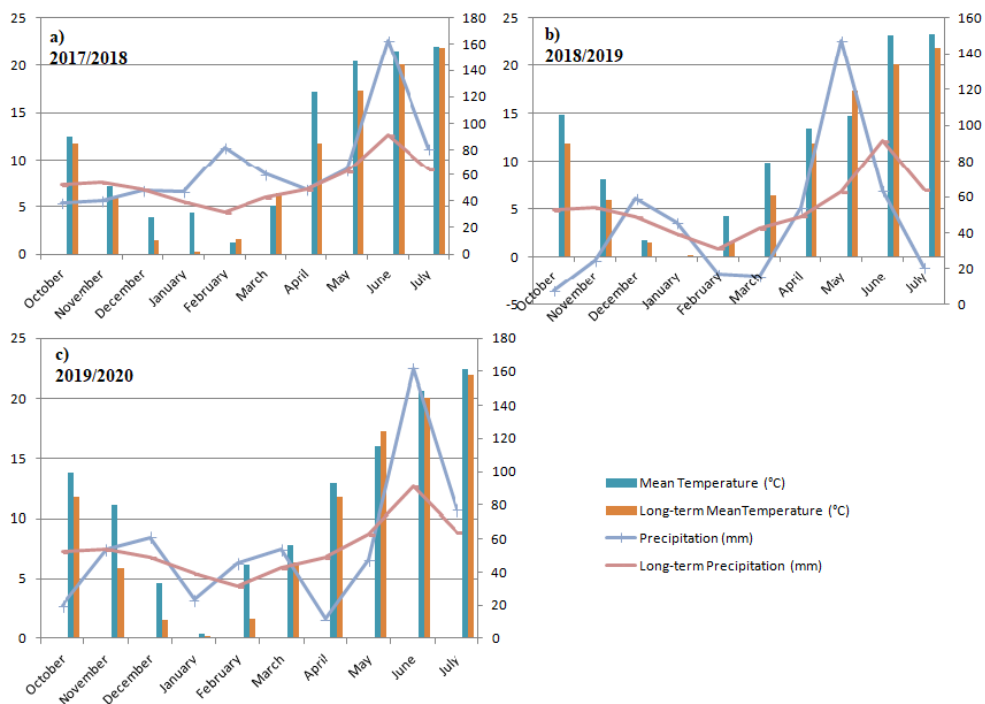 a)
2017/2018
25
20
15
10
5
0
180
160
140
120
100
80
60
40
20
0
October
November
December
January
February
March
April
May
June
July
b)
2018/2019
25
20
15
10
5
0
-5
160
140
120
100
80
60
40
20
0
October
November
December
January
February
March
April
May
June
July
c)
2019/2020
25
20
15
10
5
0
180
160
140
120
100
80
60
40
20
0
October
November
December
January
February
March
April
May
June
July
Mean Temperature (°C)
Long-term MeanTemperature (°C)
Precipitation (mm)
Long-term Precipitation (mm)